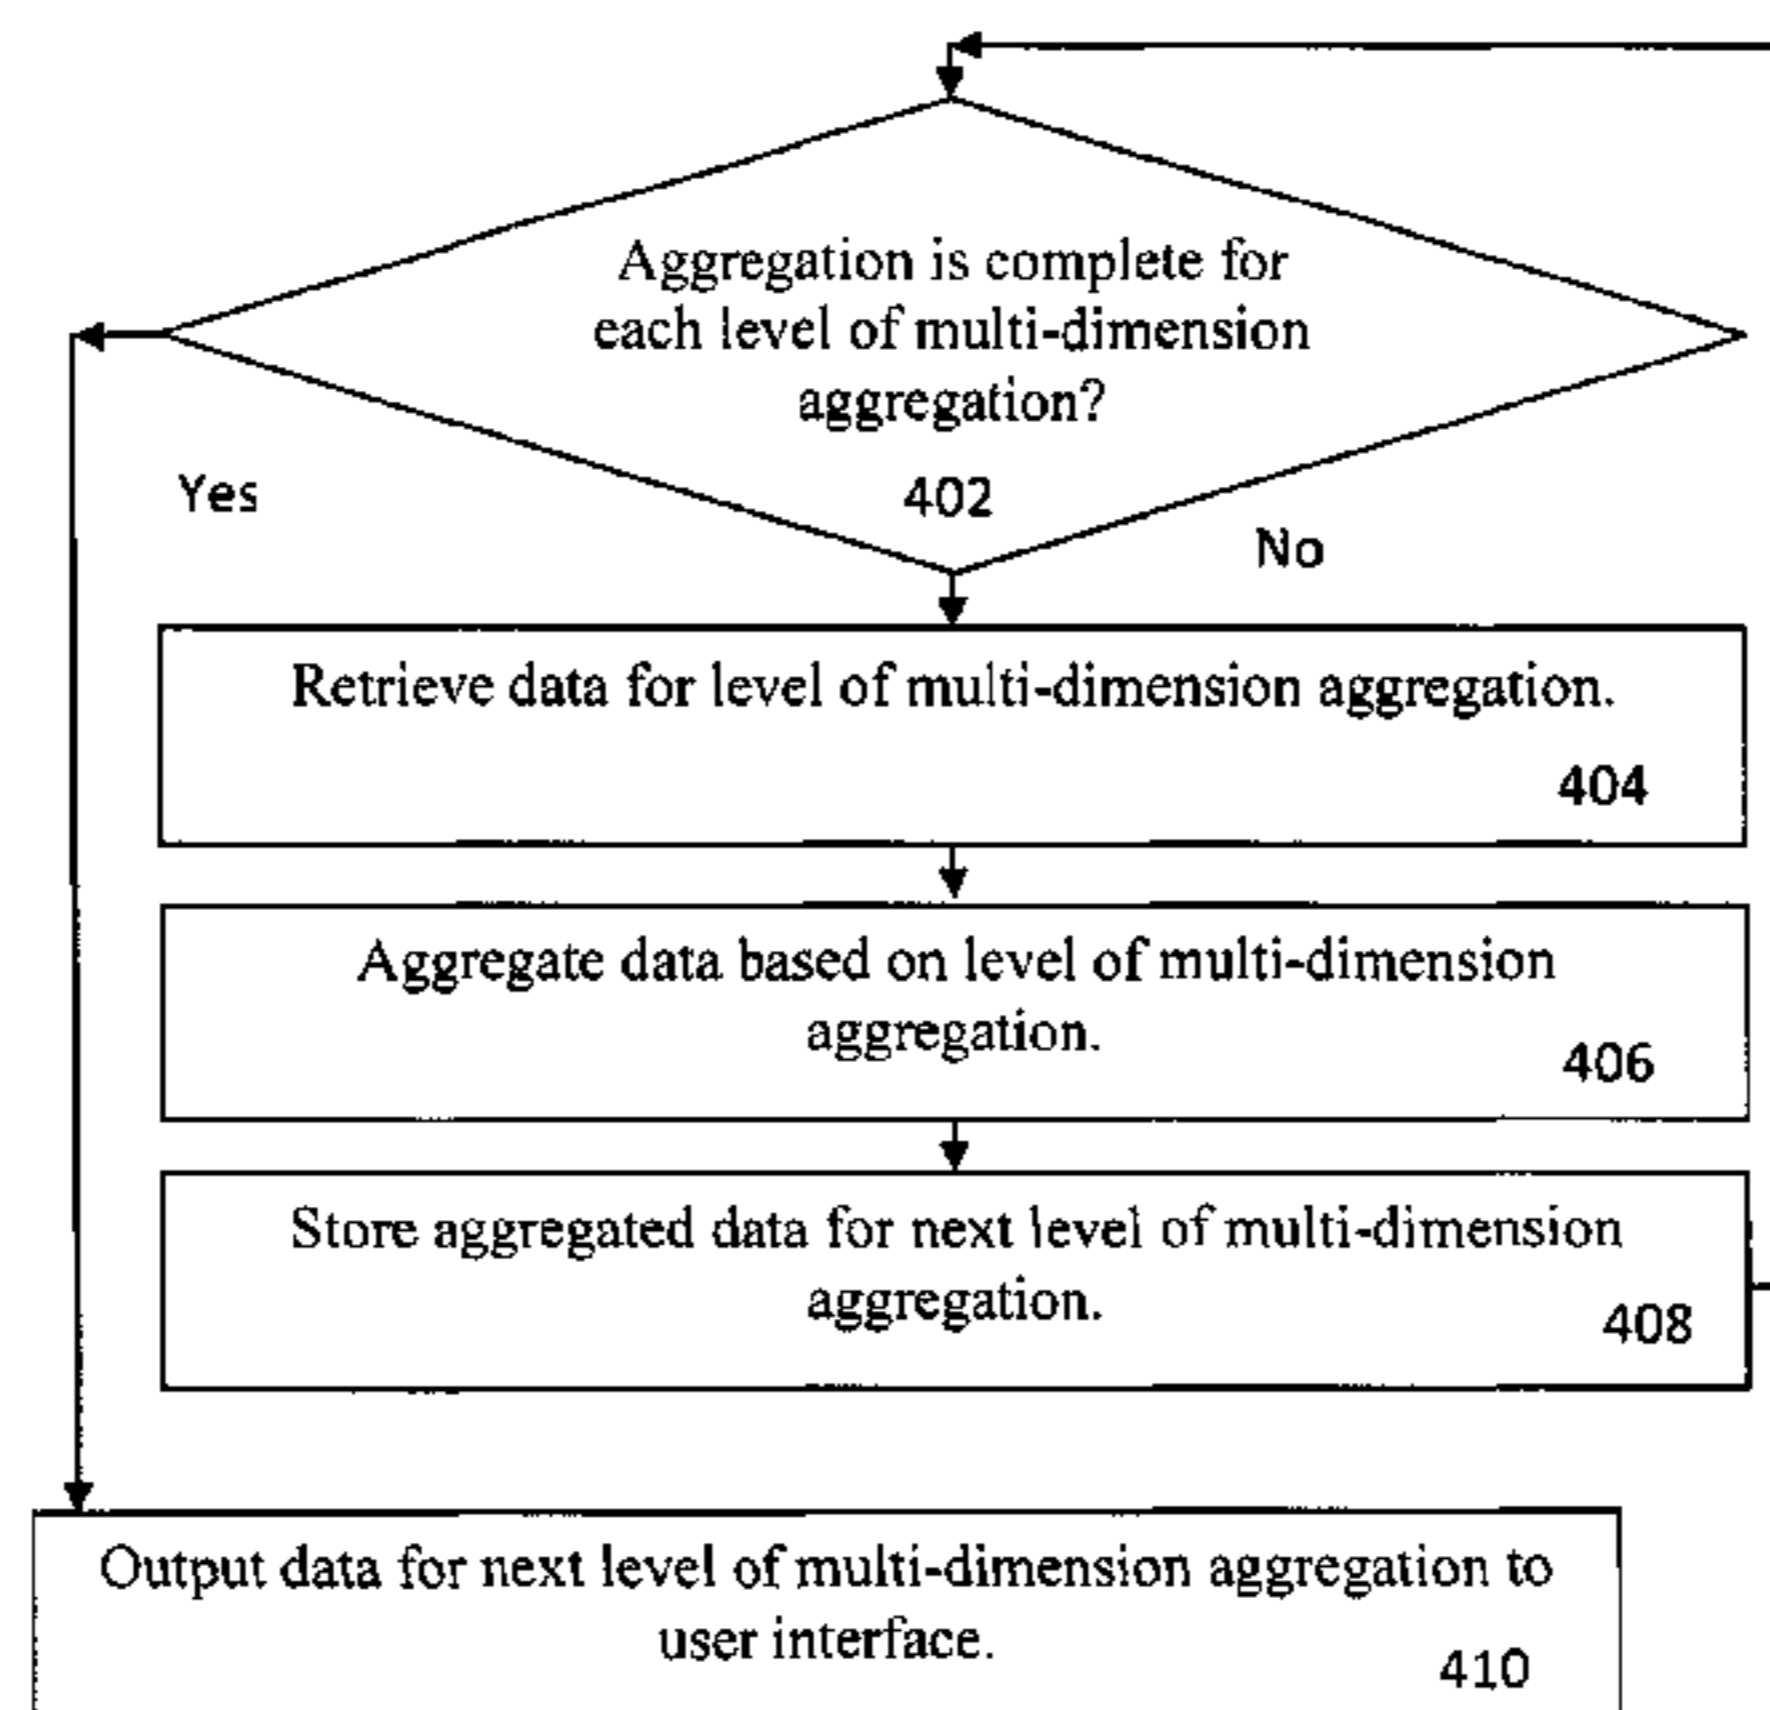 Aggregation is complete for
each level of multi-dimension
aggregation?
402
Yes
No
Retrieve data for level of multi-dimension aggregation.
404
Aggregate data based on level of multi-dimension
aggregation.
406
Store aggregated data for next level of multi-dimension
aggregation.
408
Output data for next level of multi-dimension aggregation to
user interface.
410